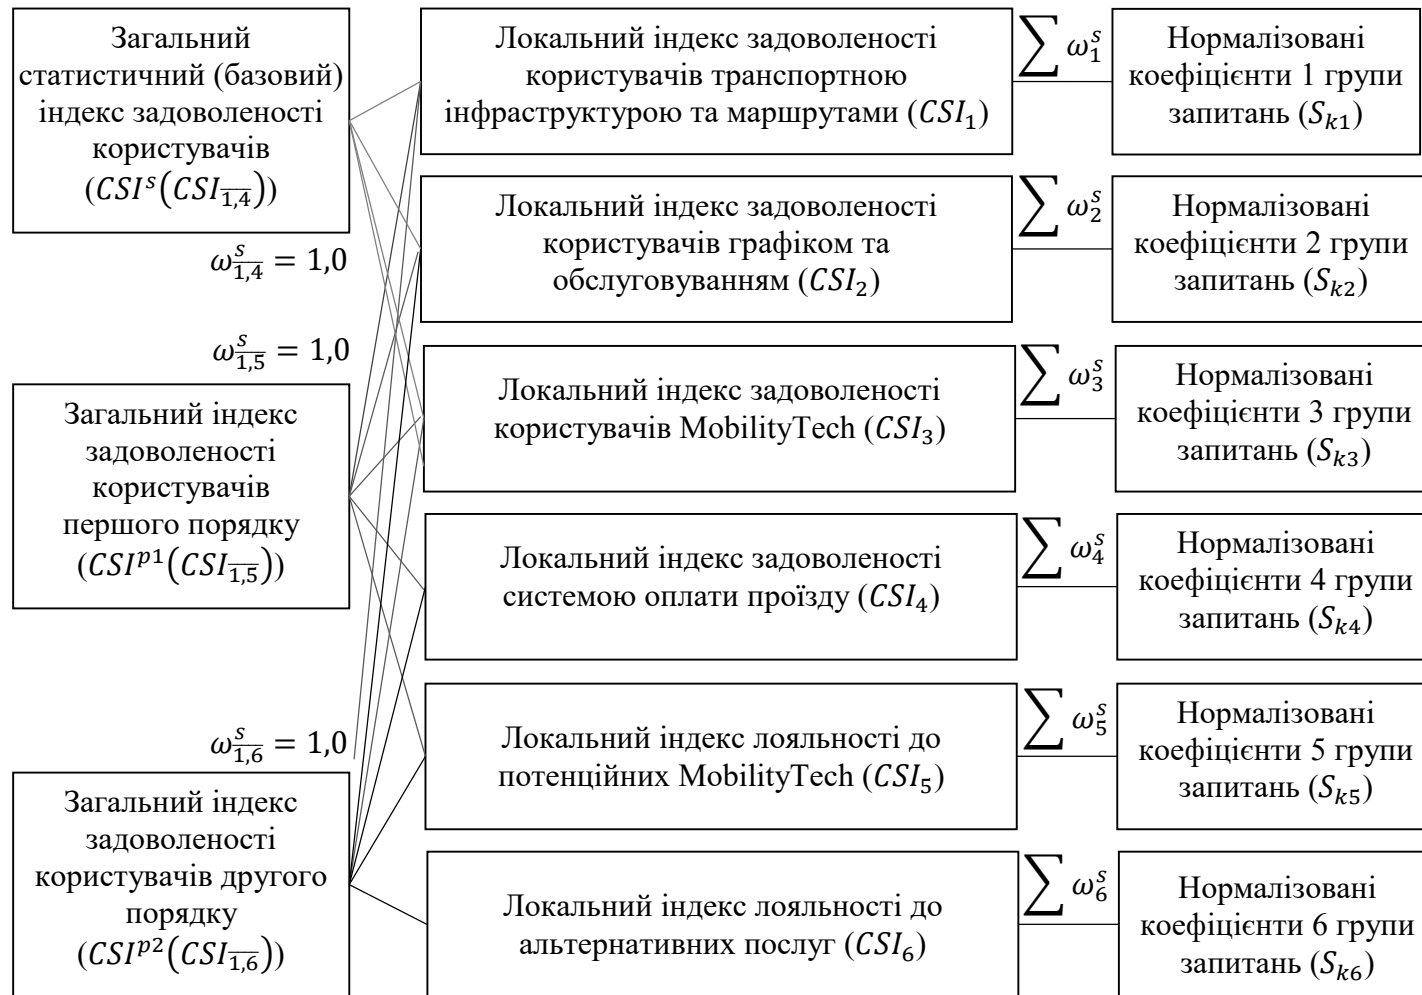 Загальний
статистичний (базовий)
індекс задоволеності
користувачів
(CSI^s(CSI_{\overline{1,4}}))
ω^s_{\overline{1,4}} = 1,0
ω^s_{\overline{1,5}} = 1,0
Загальний індекс
задоволеності
користувачів
першого порядку
(CSI^{p1}(CSI_{\overline{1,5}}))
ω^s_{\overline{1,6}} = 1,0
Загальний індекс
задоволеності
користувачів другого
порядку
(CSI^{p2}(CSI_{\overline{1,6}}))
Локальний індекс задоволеності
користувачів транспортною
інфраструктурою та маршрутами (CSI_1)
∑ ω^s_1
Нормалізовані
коефіцієнти 1 групи
запитань (S_{k1})
Локальний індекс задоволеності
користувачів графіком та
обслуговуванням (CSI_2)
∑ ω^s_2
Нормалізовані
коефіцієнти 2 групи
запитань (S_{k2})
Локальний індекс задоволеності
користувачів MobilityTech (CSI_3)
∑ ω^s_3
Нормалізовані
коефіцієнти 3 групи
запитань (S_{k3})
Локальний індекс задоволеності
системою оплати проїзду (CSI_4)
∑ ω^s_4
Нормалізовані
коефіцієнти 4 групи
запитань (S_{k4})
Локальний індекс лояльності до
потенційних MobilityTech (CSI_5)
∑ ω^s_5
Нормалізовані
коефіцієнти 5 групи
запитань (S_{k5})
Локальний індекс лояльності до
альтернативних послуг (CSI_6)
∑ ω^s_6
Нормалізовані
коефіцієнти 6 групи
запитань (S_{k6})